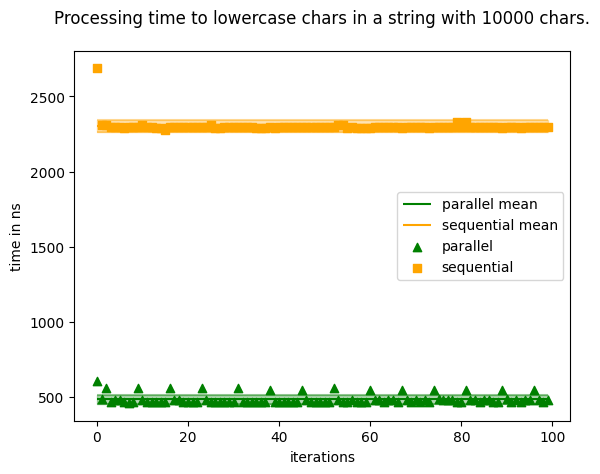 Processing time to lowercase chars in a string with 10000 chars.
2500
2000
1500
1000
500
time in ns
parallel mean
sequential mean
parallel
sequential
0
20
40
60
80
100
iterations